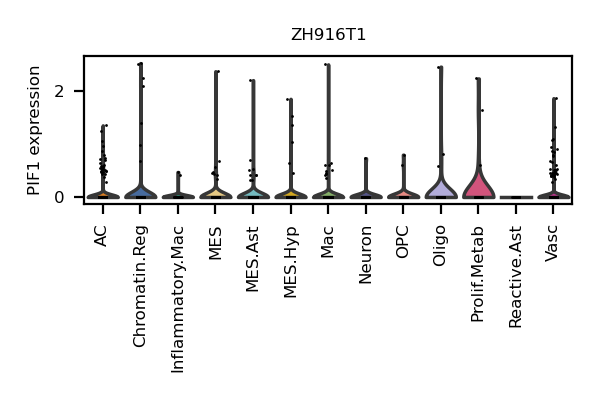 ZH916T1
PIF1 expression
2
0
AC
Chromatin.Reg
Inflammatory.Mac
MES
MES.Ast
MES.Hyp
Mac
Neuron
OPC
Oligo
Prolif.Metab
Reactive.Ast
Vasc